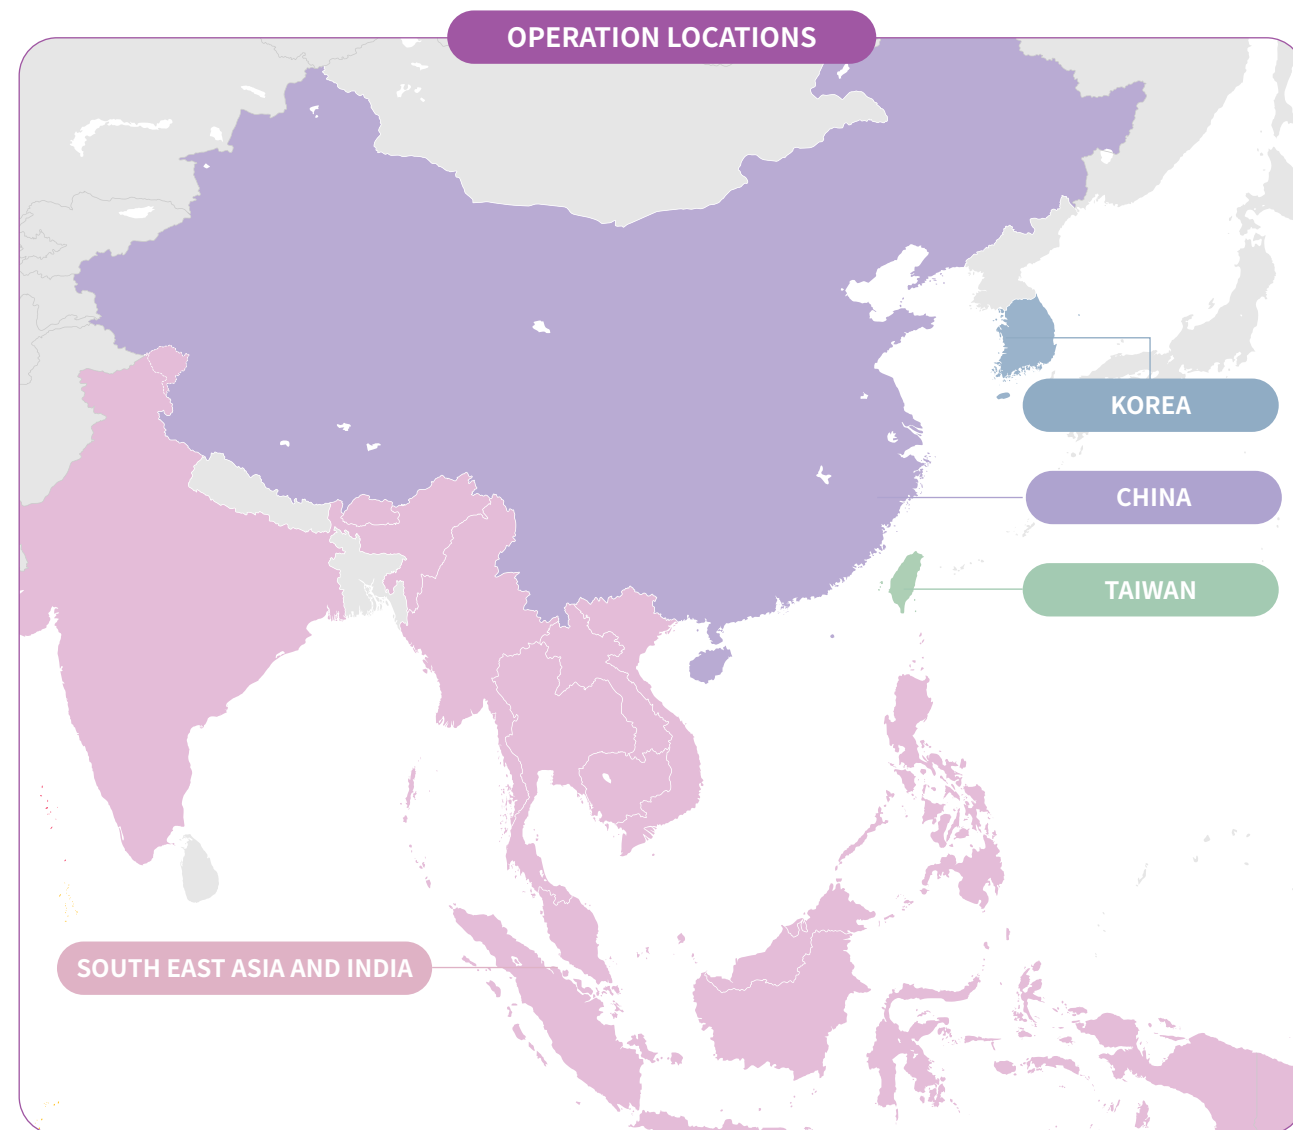 OPERATION LOCATIONS
KOREA
CHINA
TAIWAN
SOUTH EAST ASIA AND INDIA